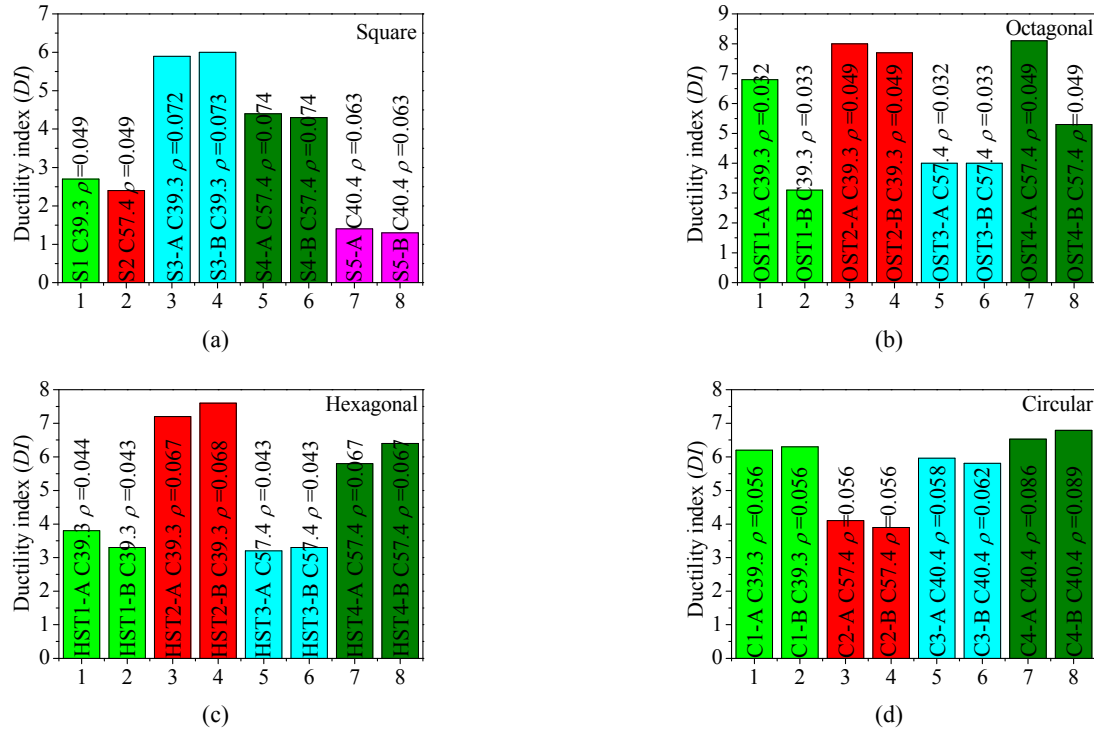 Square
Ductility index (DI)
7
6
5
4
3
2
1
0
S1 C39.3 ρ=0.049
S2 C57.4 ρ=0.049
S3-A C39.3 ρ=0.072
S3-B C39.3 ρ=0.073
S4-A C57.4 ρ=0.074
S4-B C57.4 ρ=0.074
S5-A C40.4 ρ=0.063
S5-B C40.4 ρ=0.063
1 2 3 4 5 6 7 8
(a)
Octagonal
Ductility index (DI)
9
8
7
6
5
4
3
2
1
0
OST1-A C39.3 ρ=0.032
OST1-B C39.3 ρ=0.033
OST2-A C39.3 ρ=0.049
OST2-B C39.3 ρ=0.049
OST3-A C57.4 ρ=0.032
OST3-B C57.4 ρ=0.033
OST4-A C57.4 ρ=0.049
OST4-B C57.4 ρ=0.049
1 2 3 4 5 6 7 8
(b)
Hexagonal
Ductility index (DI)
8
7
6
5
4
3
2
1
0
HST1-A C39.3 ρ=0.044
HST1-B C39.3 ρ=0.043
HST2-A C39.3 ρ=0.067
HST2-B C39.3 ρ=0.068
HST3-A C57.4 ρ=0.043
HST3-B C57.4 ρ=0.043
HST4-A C57.4 ρ=0.067
HST4-B C57.4 ρ=0.067
1 2 3 4 5 6 7 8
(c)
Circular
Ductility index (DI)
8
7
6
5
4
3
2
1
0
C1-A C39.3 ρ=0.056
C1-B C39.3 ρ=0.056
C2-A C57.4 ρ=0.056
C2-B C57.4 ρ=0.056
C3-A C40.4 ρ=0.058
C3-B C40.4 ρ=0.062
C4-A C40.4 ρ=0.086
C4-B C40.4 ρ=0.089
1 2 3 4 5 6 7 8
(d)